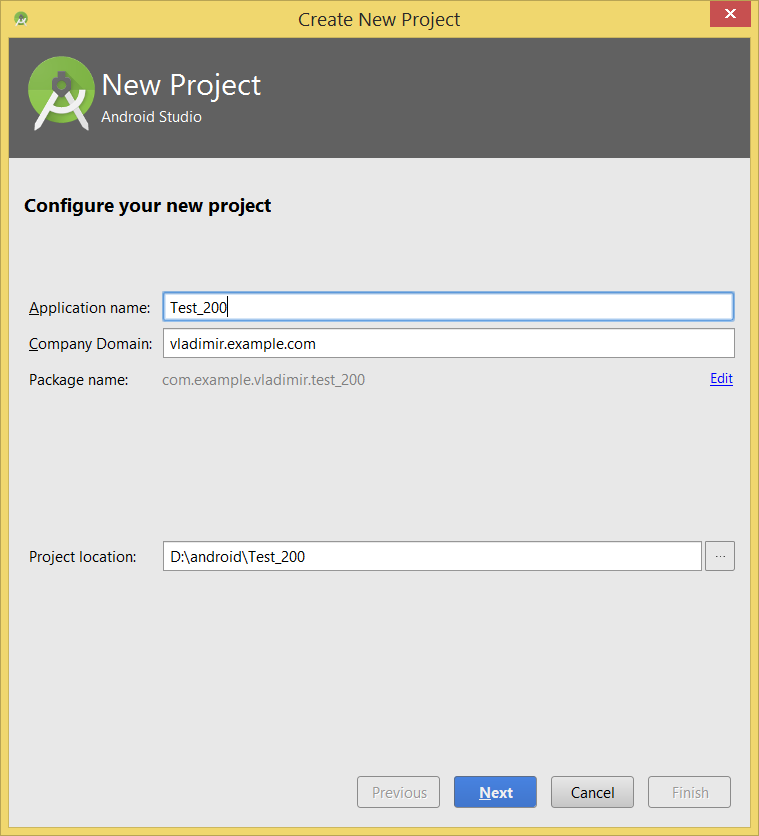 Create New Project
New Project
Android Studio
Configure your new project
Application name: Test_200
Company Domain: vladimir.example.com
Package name: com.example.vladimir.test_200 Edit
Project location: D:\android\Test_200 ...
Previous Next Cancel Finish